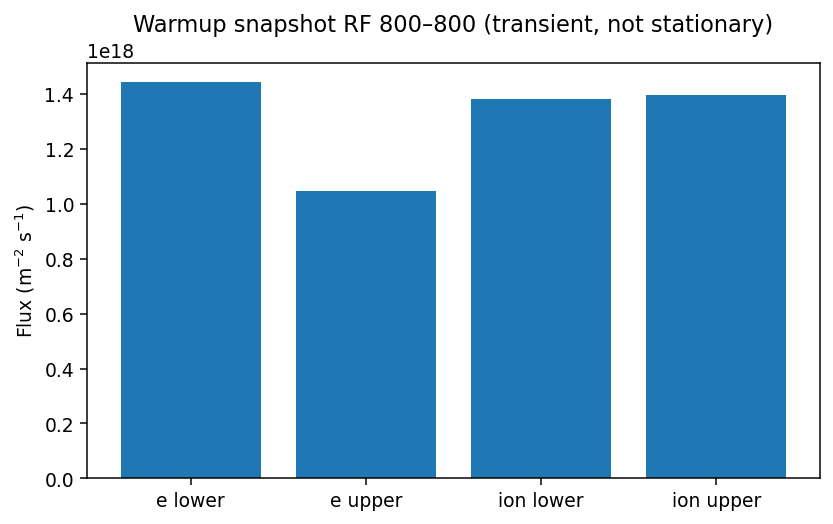 Warmup snapshot RF 800–800 (transient, not stationary)
1e18
1.4
1.2
1.0
0.8
0.6
0.4
0.2
0.0
Flux (m⁻² s⁻¹)
e lower
e upper
ion lower
ion upper